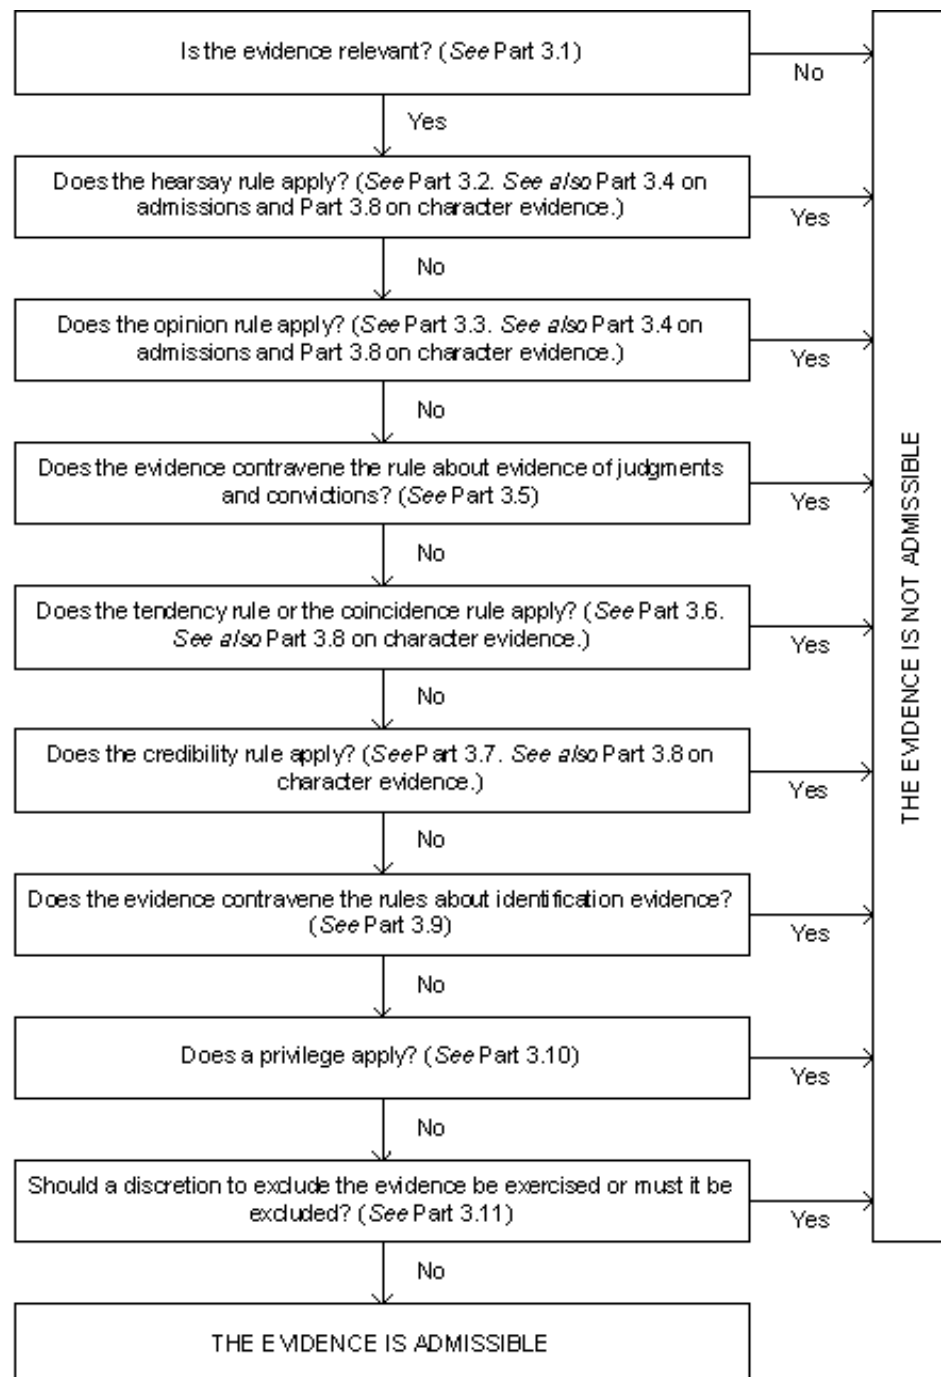 Is the evidence relevant? (See Part 3.1)
No
Yes
Does the hearsay rule apply? (See Part 3.2. See also Part 3.4 on
admissions and Part 3.8 on character evidence.)
Yes
No
Does the opinion rule apply? (See Part 3.3. See also Part 3.4 on
admissions and Part 3.8 on character evidence.)
Yes
No
Does the evidence contravene the rule about evidence of judgments
and convictions? (See Part 3.5)
Yes
No
Does the tendency rule or the coincidence rule apply? (See Part 3.6.
See also Part 3.8 on character evidence.)
Yes
No
Does the credibility rule apply? (See Part 3.7. See also Part 3.8 on
character evidence.)
Yes
No
Does the evidence contravene the rules about identification evidence?
(See Part 3.9)
Yes
No
Does a privilege apply? (See Part 3.10)
Yes
No
Should a discretion to exclude the evidence be exercised or must it be
excluded? (See Part 3.11)
Yes
No
THE EVIDENCE IS ADMISSIBLE
THE EVIDENCE IS NOT ADMISSIBLE